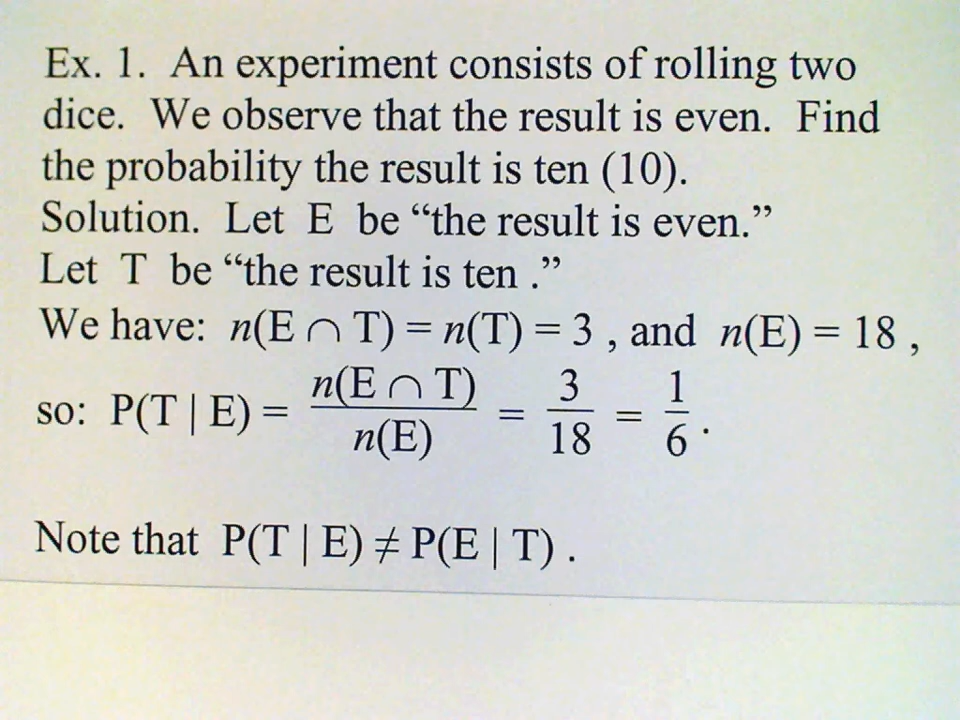 Ex. 1.  An experiment consists of rolling two
dice.  We observe that the result is even.  Find
the probability the result is ten (10).
Solution.  Let  E  be “the result is even.”
Let  T  be “the result is ten .”
We have:  n(E ∩ T) = n(T) = 3 , and  n(E) = 18 ,
so:  P(T | E) = n(E ∩ T)/n(E) = 3/18 = 1/6 .
Note that  P(T | E) ≠ P(E | T) .